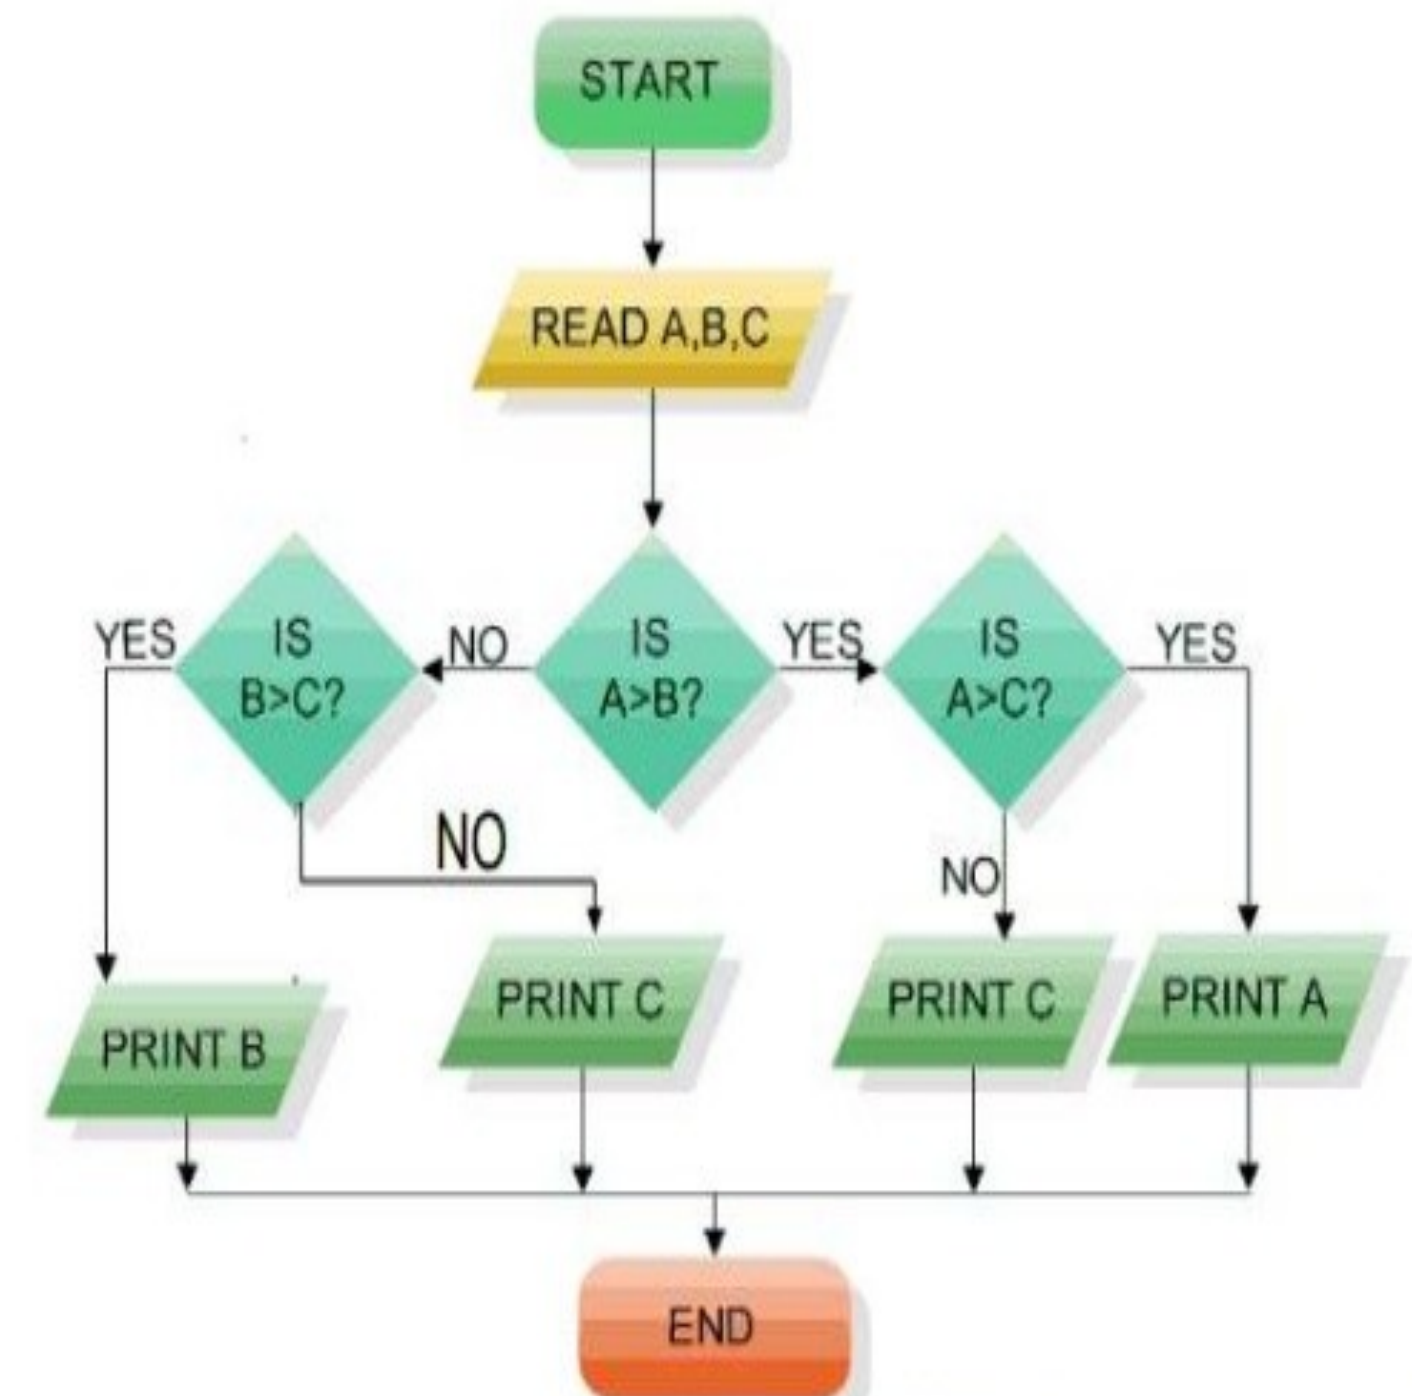 START
READ A,B,C
YES
IS
B>C?
NO
IS
A>B?
YES
IS
A>C?
YES
NO
NO
PRINT B
PRINT C
PRINT C
PRINT A
END